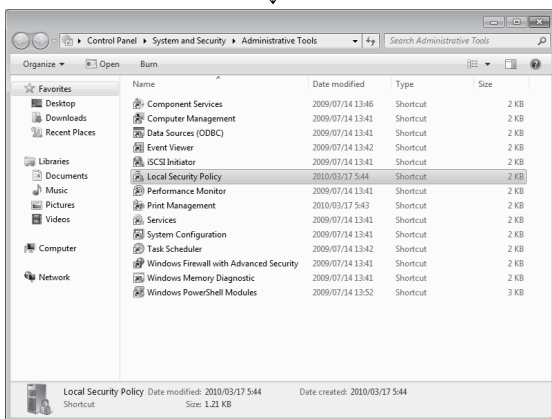 Control Panel ▸ System and Security ▸ Administrative Tools
Search Administrative Tools
Organize ▾ Open Burn
Name Date modified Type Size
Favorites
Desktop
Downloads
Recent Places
Libraries
Documents
Music
Pictures
Videos
Computer
Network
Component Services 2009/07/14 13:46 Shortcut 2 KB
Computer Management 2009/07/14 13:41 Shortcut 2 KB
Data Sources (ODBC) 2009/07/14 13:41 Shortcut 2 KB
Event Viewer 2009/07/14 13:42 Shortcut 2 KB
iSCSI Initiator 2009/07/14 13:41 Shortcut 2 KB
Local Security Policy 2010/03/17 5:44 Shortcut 2 KB
Performance Monitor 2009/07/14 13:41 Shortcut 2 KB
Print Management 2010/03/17 5:43 Shortcut 2 KB
Services 2009/07/14 13:41 Shortcut 2 KB
System Configuration 2009/07/14 13:41 Shortcut 2 KB
Task Scheduler 2009/07/14 13:42 Shortcut 2 KB
Windows Firewall with Advanced Security 2009/07/14 13:41 Shortcut 2 KB
Windows Memory Diagnostic 2009/07/14 13:41 Shortcut 2 KB
Windows PowerShell Modules 2009/07/14 13:52 Shortcut 3 KB
Local Security Policy Date modified: 2010/03/17 5:44 Date created: 2010/03/17 5:44
Shortcut Size: 1.21 KB